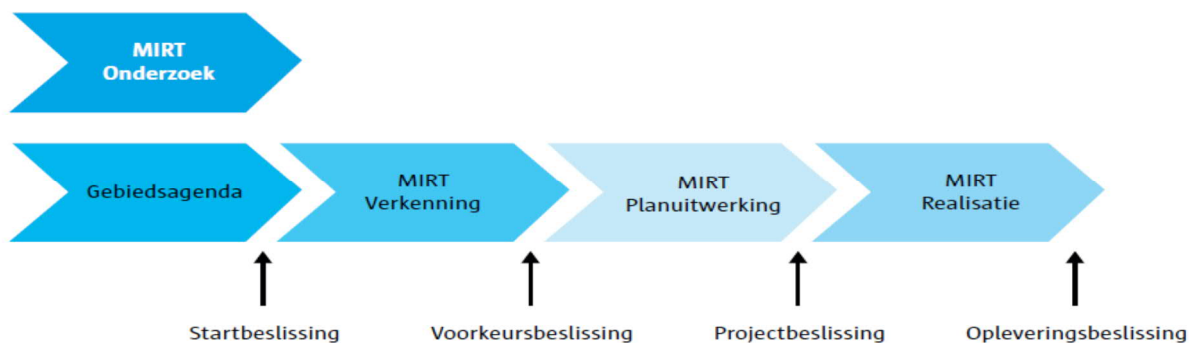 MIRT
Onderzoek
Gebiedsagenda
MIRT
Verkenning
MIRT
Planuitwerking
MIRT
Realisatie
Startbeslissing
Voorkeursbeslissing
Projectbeslissing
Opleveringsbeslissing